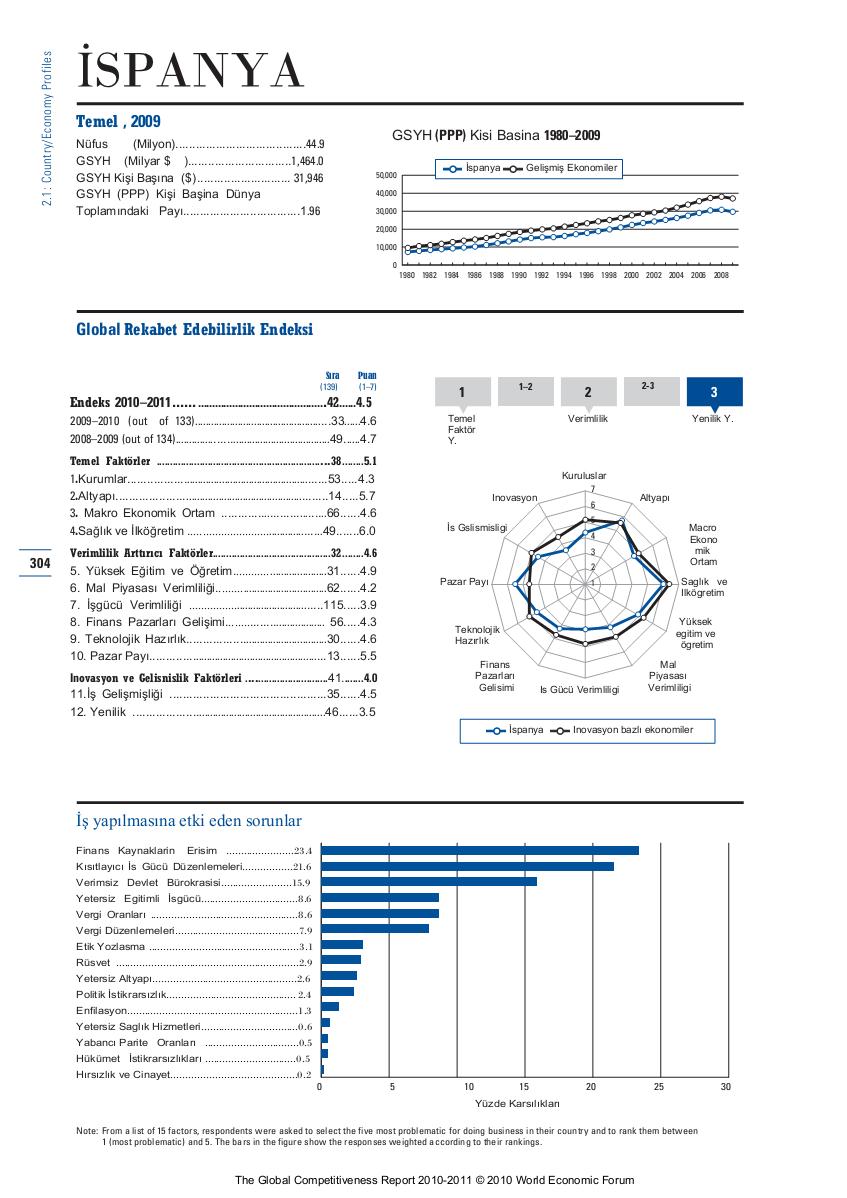 2.1: Country/Economy Profiles
İSPANYA
Temel , 2009
Nüfus (Milyon).....................................44.9
GSYH (Milyar $ )...............................1,464.0
GSYH Kişi Başına ($)............................ 31,946
GSYH (PPP) Kişi Başina Dünya
Toplamındaki Payı...................................1.96
GSYH (PPP) Kisi Basina 1980–2009
İspanya Gelişmiş Ekonomiler
50,000
40,000
30,000
20,000
10,000
0
1980 1982 1984 1986 1988 1990 1992 1994 1996 1998 2000 2002 2004 2006 2008
Global Rekabet Edebilirlik Endeksi
Sıra Puan
(139) (1–7)
Endeks 2010–2011...... ............................................42......4.5
2009–2010 (out of 133)..............................................33......4.6
2008–2009 (out of 134)..............................................49......4.7
Temel Faktörler ......................................................38........5.1
1.Kurumlar..................................................53......4.3
2.Altyapı.....................................................14......5.7
3. Makro Ekonomik Ortam ..........................66......4.6
4.Sağlık ve İlköğretim ..................................49......6.0
Verimlilik Arttırıcı Faktörler.......................................32........4.6
5. Yüksek Eğitim ve Öğretim.........................31......4.9
6. Mal Piyasası Verimliliği..............................62......4.2
7. İşgücü Verimliliği ...................................115.....3.9
8. Finans Pazarları Gelişimi.......................... 56.....4.3
9. Teknolojik Hazırlık.....................................30......4.6
10. Pazar Payı..............................................13......5.5
Inovasyon ve Gelisnislik Faktörleri ...........................41........4.0
11.İş Gelişmişliği .........................................35......4.5
12. Yenilik ...................................................46......3.5
1 1–2 2 2-3 3
Temel
Faktör
Y.
Verimlilik
Yenilik Y.
Kuruluslar
Altyapı
Macro
Ekono
mik
Ortam
Saglık ve
Ilkögretim
Yüksek
egitim ve
ögretim
Mal
Piyasası
Verimliligi
Is Gücü Verimliligi
Finans
Pazarları
Gelisimi
Teknolojik
Hazırlık
Pazar Payı
İs Gslismisligi
Inovasyon
7
6
5
4
3
2
1
İspanya Inovasyon bazlı ekonomiler
304
İş yapılmasına etki eden sorunlar
Finans Kaynaklarin Erisim ......................23.4
Kısıtlayıcı İs Gücü Düzenlemeleri.................21.6
Verimsiz Devlet Bürokrasisi.......................15.9
Yetersiz Egitimli İsgücü................................8.6
Vergi Oranları ................................................8.6
Vergi Düzenlemeleri.........................................7.9
Etik Yozlasma ................................................3.1
Rüsvet ..........................................................2.9
Yetersiz Altyapı...............................................2.6
Politik İstikrarsızlık........................................... 2.4
Enfilasyon........................................................1.3
Yetersiz Saglık Hizmetleri................................0.6
Yabancı Parite Oranları ..............................0.5
Hükümet İstikrarsızlıkları ..............................0.5
Hırsızlık ve Cinayet..........................................0.2
0 5 10 15 20 25 30
Yüzde Karsılıkları
Note: From a list of 15 factors, respondents were asked to select the five most problematic for doing business in their country and to rank them between
1 (most problematic) and 5. The bars in the figure show the responses weighted according to their rankings.
The Global Competitiveness Report 2010-2011 © 2010 World Economic Forum